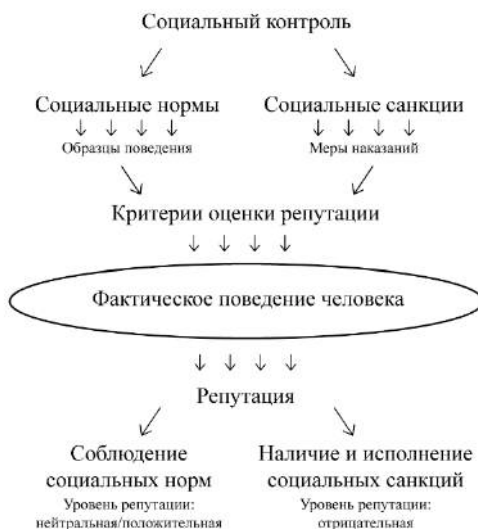 Социальный контроль
Социальные нормы
Социальные санкции
Образцы поведения
Меры наказаний
Критерии оценки репутации
Фактическое поведение человека
Репутация
Соблюдение
социальных норм
Уровень репутации:
нейтральная/положительная
Наличие и исполнение
социальных санкций
Уровень репутации:
отрицательная